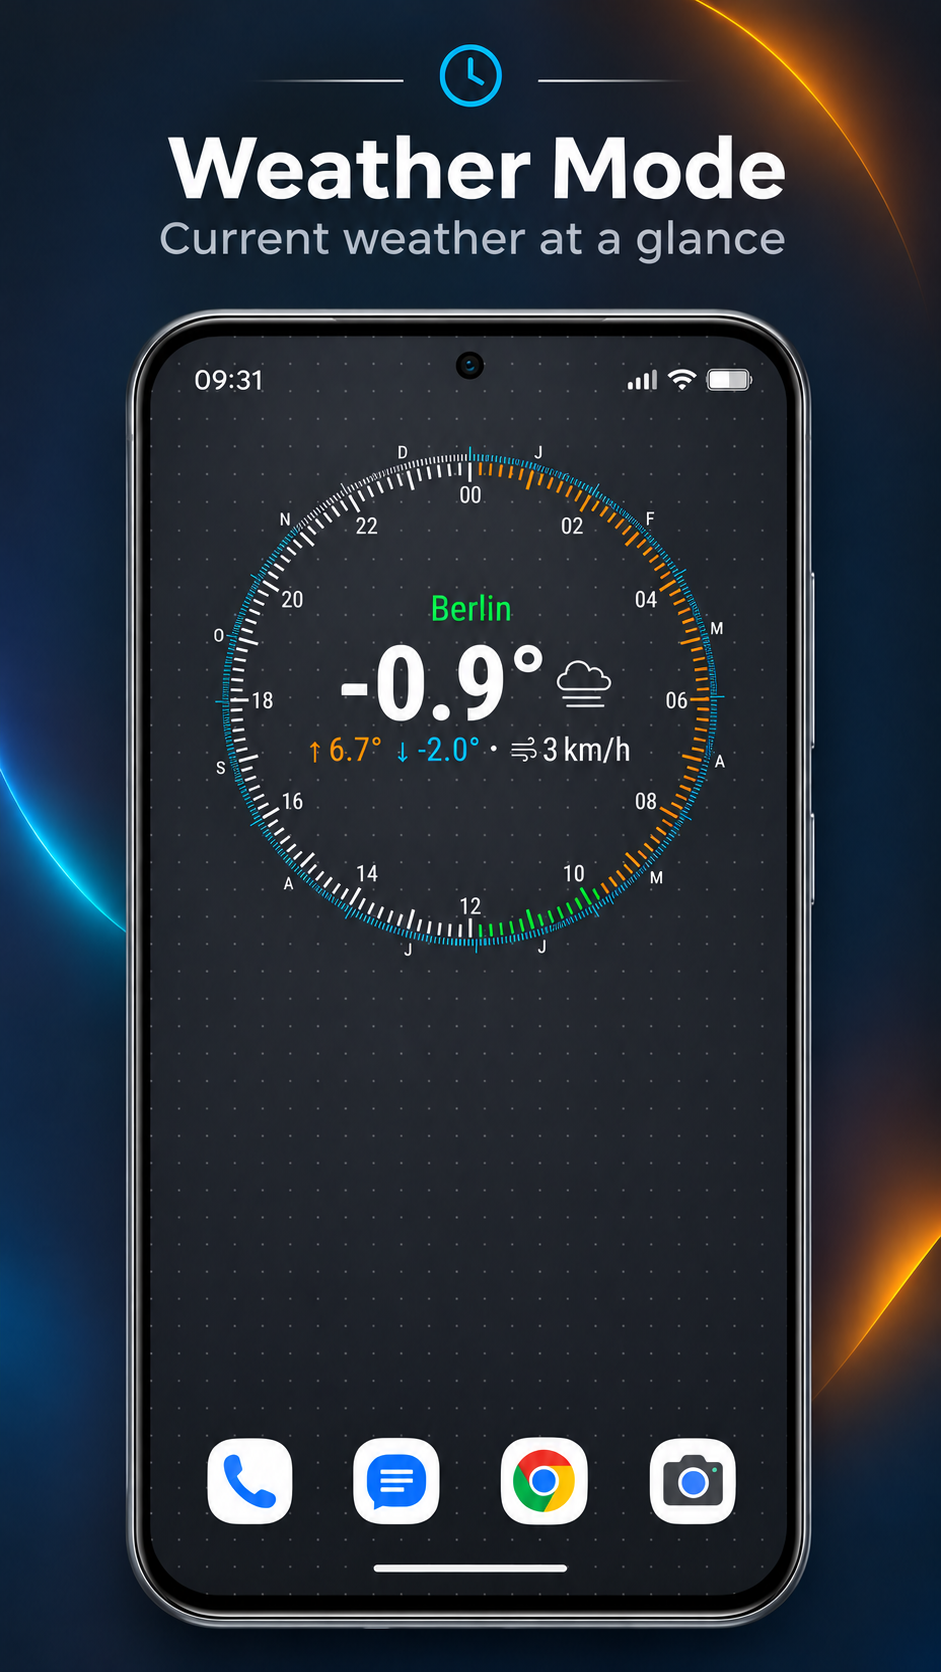 Weather Mode
Current weather at a glance
09:31
D J
00
N 22 02 F
20 04
Berlin
O M
-0.9°
18 06
↑ 6.7° ↓ -2.0° • 3 km/h
S A
16 08
14 10
A M
12
J J